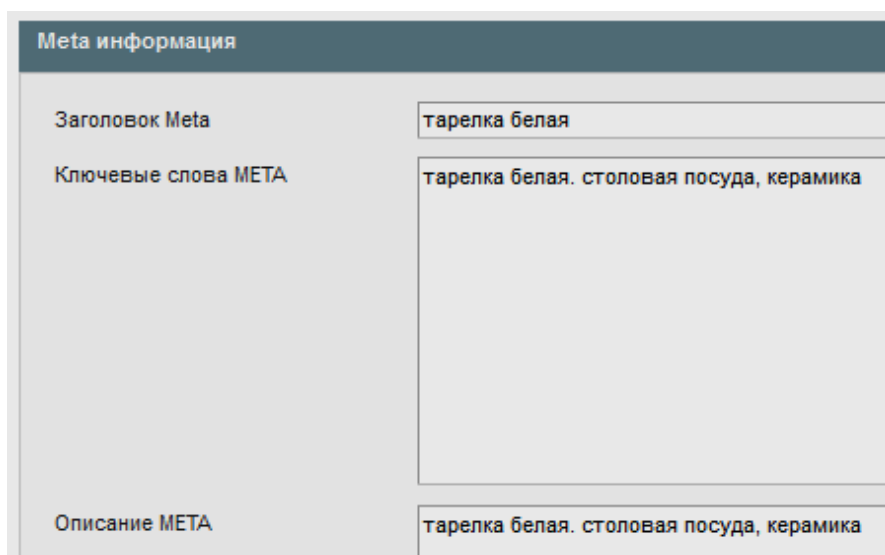 Meta информация
Заголовок Meta тарелка белая
Ключевые слова META тарелка белая. столовая посуда, керамика
Описание META тарелка белая. столовая посуда, керамика